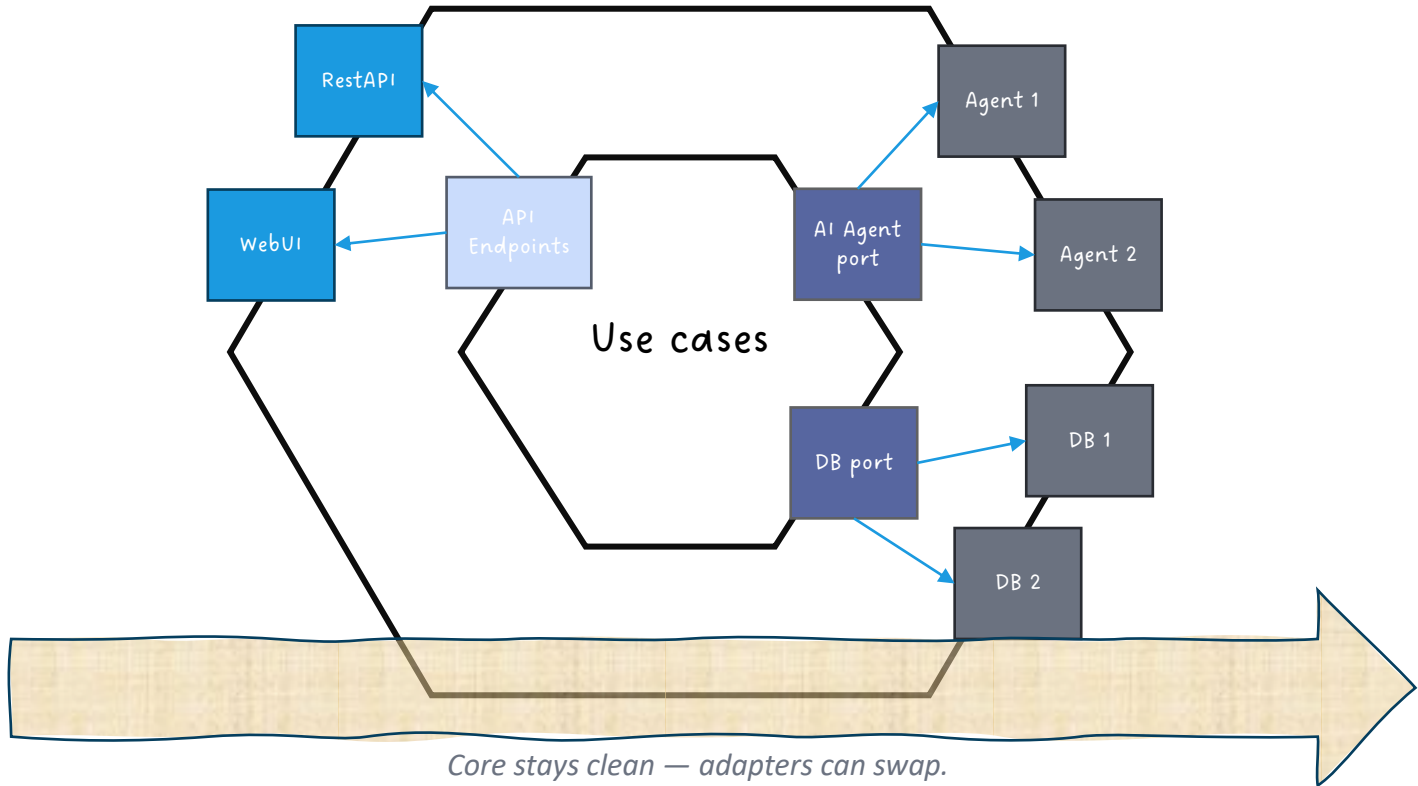 RestAPI
Agent 1
WebUI
API
Endpoints
AI Agent
port
Agent 2
Use cases
DB port
DB 1
DB 2
Core stays clean — adapters can swap.